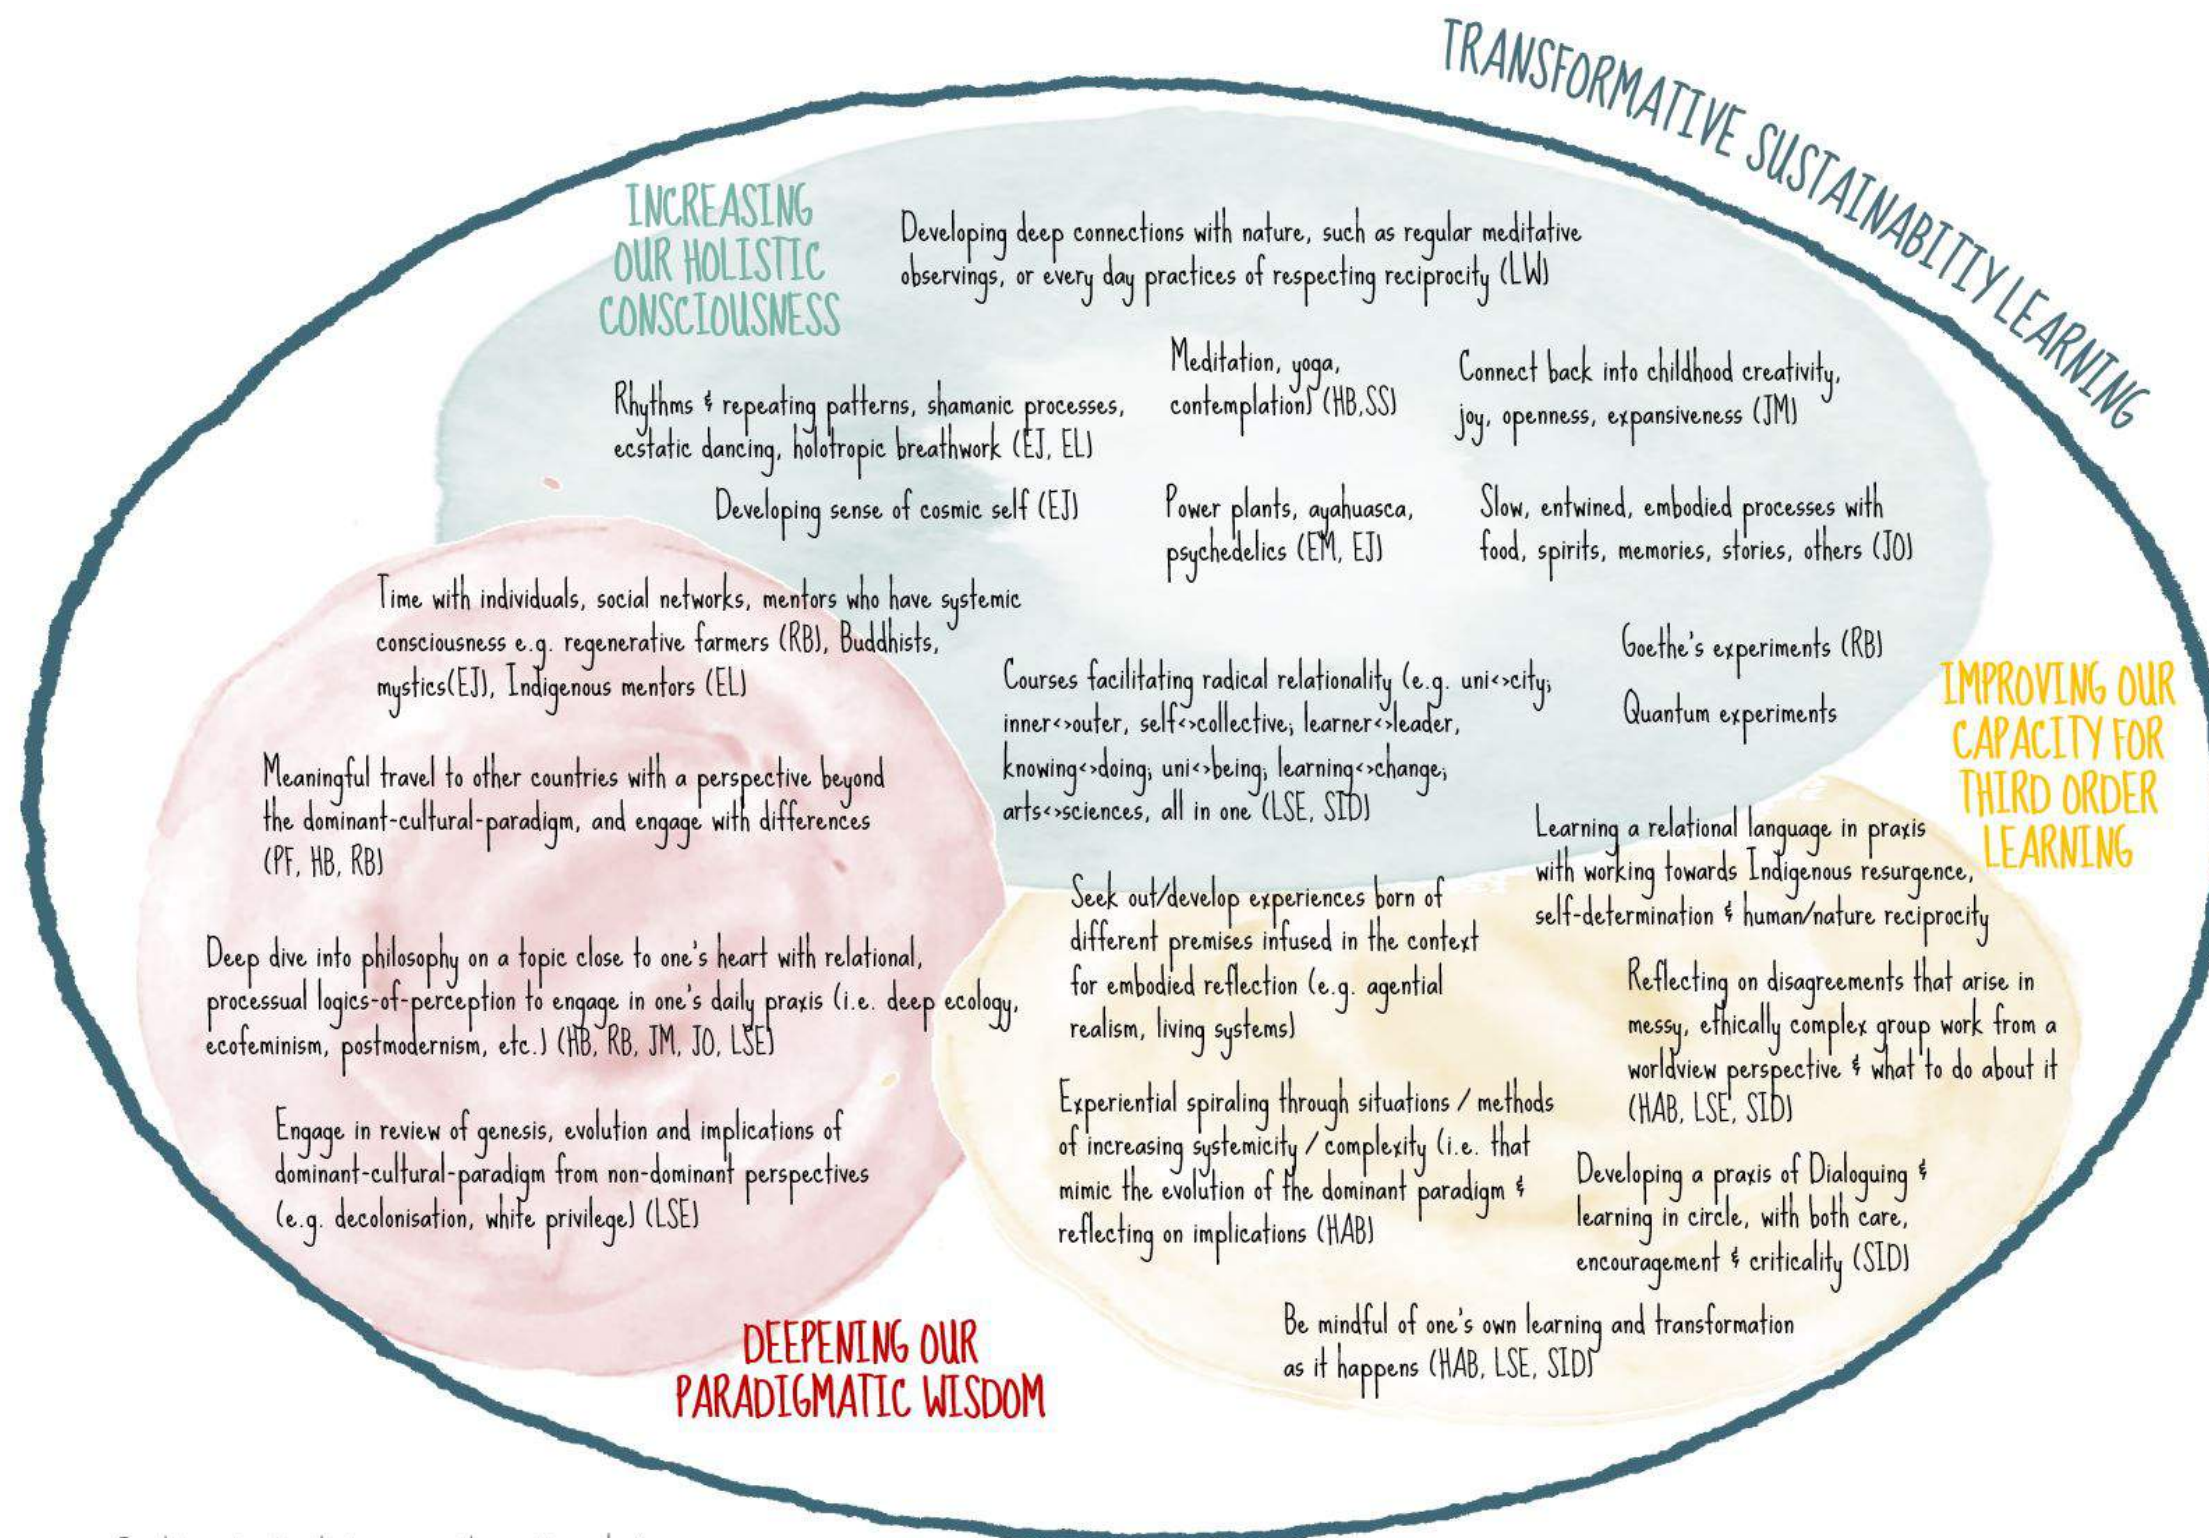 TRANSFORMATIVE SUSTAINABITIY LEARNING
INCREASING
OUR HOLISTIC
CONSCIOUSNESS
Developing deep connections with nature, such as regular meditative
observings, or every day practices of respecting reciprocity (LW)
Rhythms & repeating patterns, shamanic processes,
ecstatic dancing, holotropic breathwork (EJ, EL)
Meditation, yoga,
contemplation) (HB,SS)
Connect back into childhood creativity,
joy, openness, expansiveness (JM)
Developing sense of cosmic self (EJ)
Power plants, ayahuasca,
psychedelics (EM, EJ)
Slow, entwined, embodied processes with
food, spirits, memories, stories, others (JO)
Time with individuals, social networks, mentors who have systemic
consciousness e.g. regenerative farmers (RB), Buddhists,
mystics(EJ), Indigenous mentors (EL)
Goethe's experiments (RB)
Quantum experiments
Courses facilitating radical relationality (e.g. uni<>city;
inner<>outer, self<>collective; learner<>leader,
knowing<>doing; uni<>being; learning<>change;
arts<>sciences, all in one (LSE, SID)
IMPROVING OUR
CAPACITY FOR
THIRD ORDER
LEARNING
Meaningful travel to other countries with a perspective beyond
the dominant-cultural-paradigm, and engage with differences
(PF, HB, RB)
Learning a relational language in praxis
with working towards Indigenous resurgence,
self-determination & human/nature reciprocity
Seek out/develop experiences born of
different premises infused in the context
for embodied reflection (e.g. agential
realism, living systems)
Deep dive into philosophy on a topic close to one's heart with relational,
processual logics-of-perception to engage in one's daily praxis (i.e. deep ecology,
ecofeminism, postmodernism, etc.) (HB, RB, JM, JO, LSE)
Reflecting on disagreements that arise in
messy, ethically complex group work from a
worldview perspective & what to do about it
(HAB, LSE, SID)
Experiential spiraling through situations / methods
of increasing systemicity / complexity (i.e. that
mimic the evolution of the dominant paradigm &
reflecting on implications (HAB)
Engage in review of genesis, evolution and implications of
dominant-cultural-paradigm from non-dominant perspectives
(e.g. decolonisation, white privilege) (LSE)
Developing a praxis of Dialoguing &
learning in circle, with both care,
encouragement & criticality (SID)
Be mindful of one's own learning and transformation
as it happens (HAB, LSE, SID)
DEEPENING OUR
PARADIGMATIC WISDOM